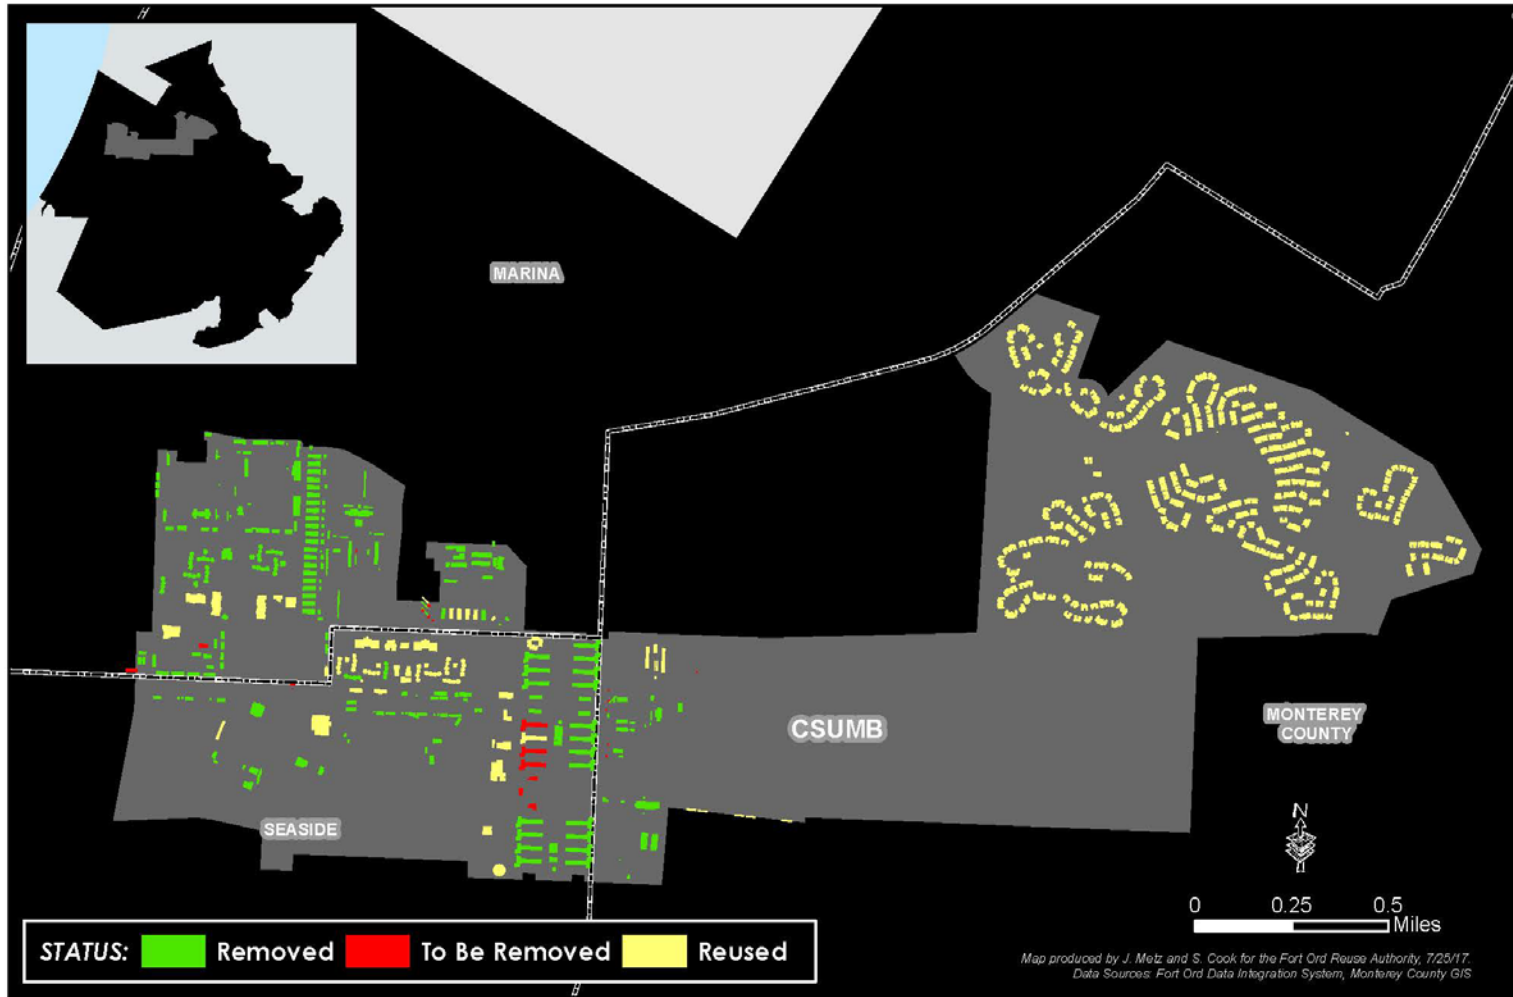 MARINA
CSUMB
MONTEREY
COUNTY
SEASIDE
N
0 0.25 0.5
Miles
STATUS: Removed To Be Removed Reused
Map produced by J. Metz and S. Cook for the Fort Ord Reuse Authority, 7/25/17.
Data Sources: Fort Ord Data Integration System, Monterey County GIS